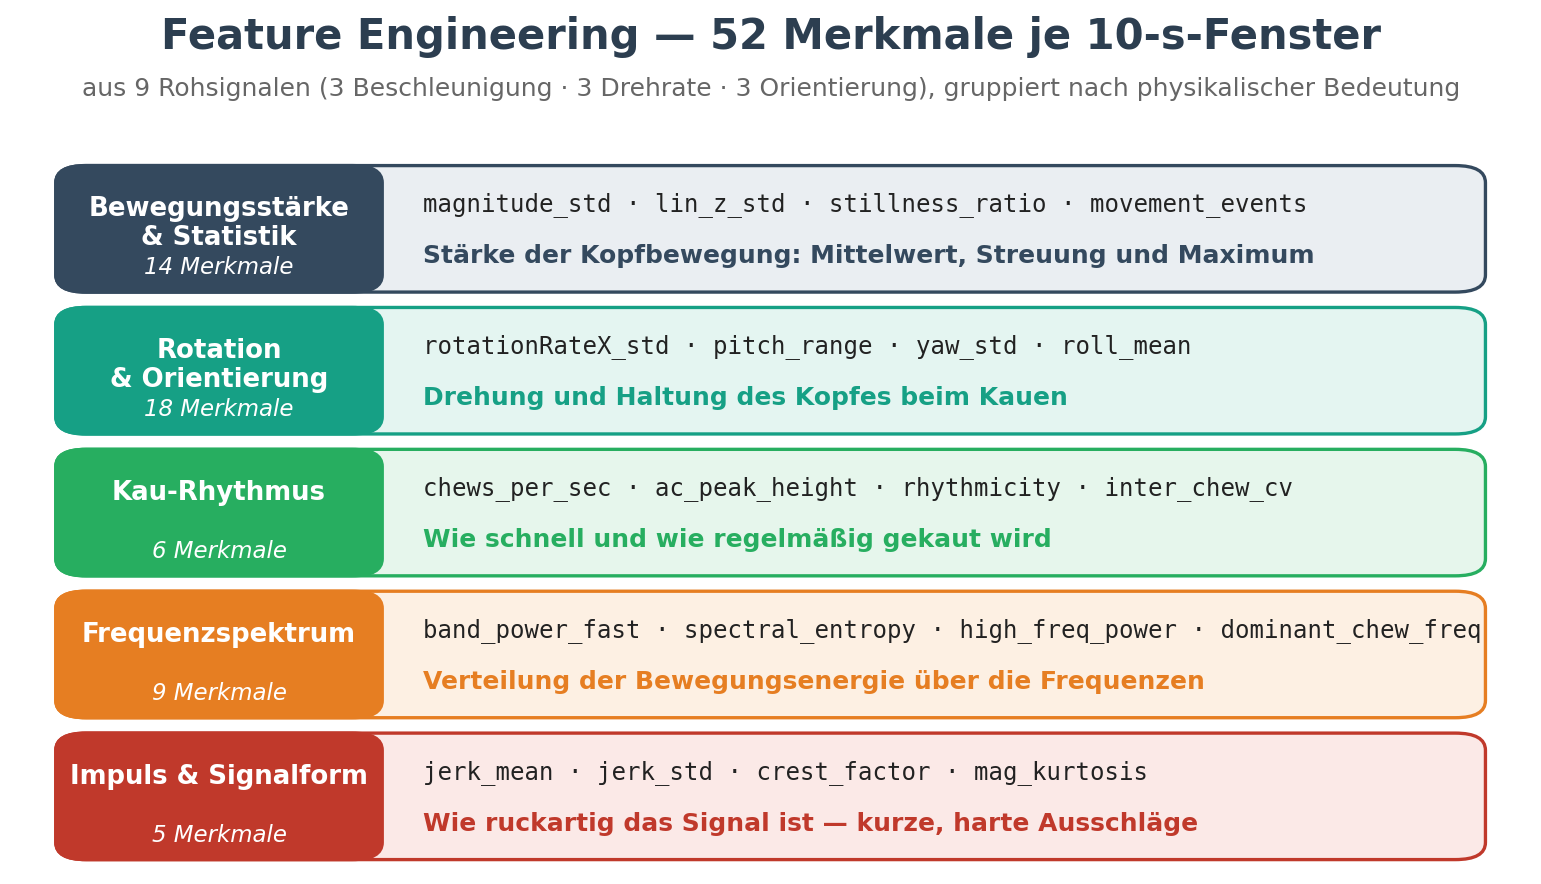 Feature Engineering — 52 Merkmale je 10-s-Fenster
aus 9 Rohsignalen (3 Beschleunigung · 3 Drehrate · 3 Orientierung), gruppiert nach physikalischer Bedeutung
Bewegungsstärke
& Statistik
14 Merkmale
magnitude_std · lin_z_std · stillness_ratio · movement_events
Stärke der Kopfbewegung: Mittelwert, Streuung und Maximum
Rotation
& Orientierung
18 Merkmale
rotationRateX_std · pitch_range · yaw_std · roll_mean
Drehung und Haltung des Kopfes beim Kauen
Kau-Rhythmus
6 Merkmale
chews_per_sec · ac_peak_height · rhythmicity · inter_chew_cv
Wie schnell und wie regelmäßig gekaut wird
Frequenzspektrum
9 Merkmale
band_power_fast · spectral_entropy · high_freq_power · dominant_chew_freq
Verteilung der Bewegungsenergie über die Frequenzen
Impuls & Signalform
5 Merkmale
jerk_mean · jerk_std · crest_factor · mag_kurtosis
Wie ruckartig das Signal ist — kurze, harte Ausschläge